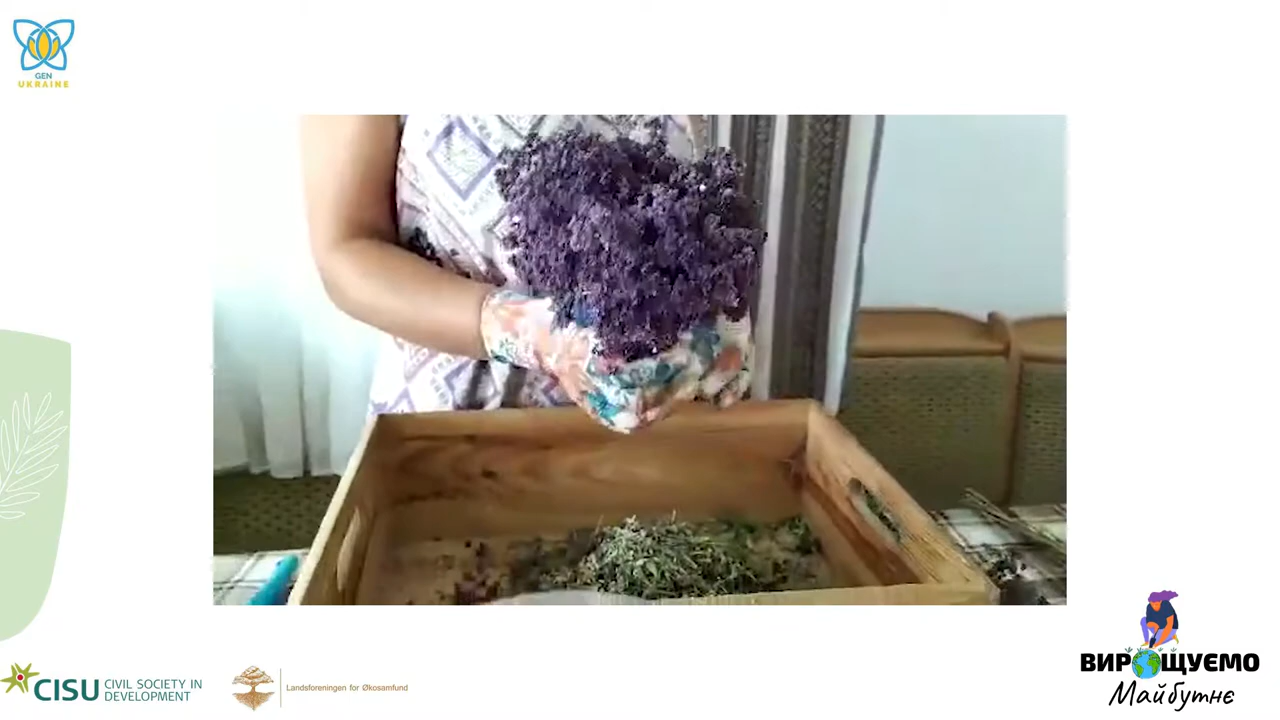 GEN
UKRAINE
CISU CIVIL SOCIETY IN
DEVELOPMENT
Landsforeningen for Økosamfund
ВИРОЩУЄМО
Майбутнє